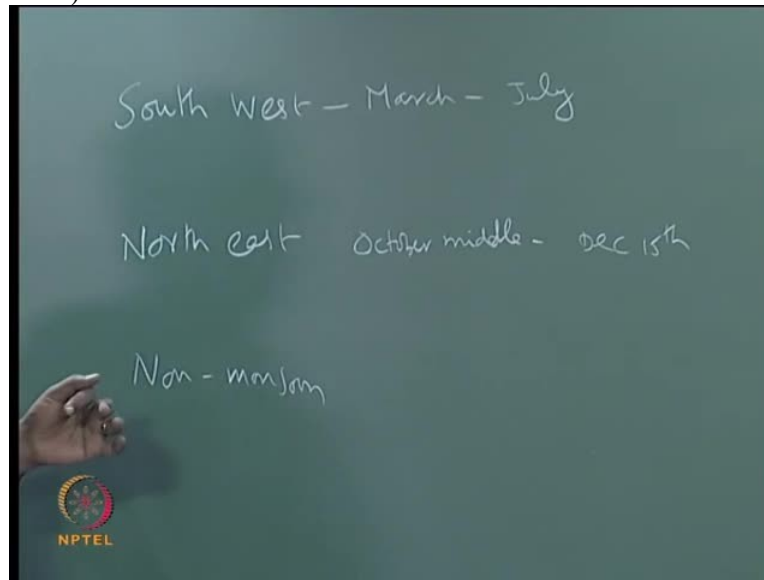 )
South West - March - July
North east October middle - Dec 15th
Non - monsoon
NPTEL